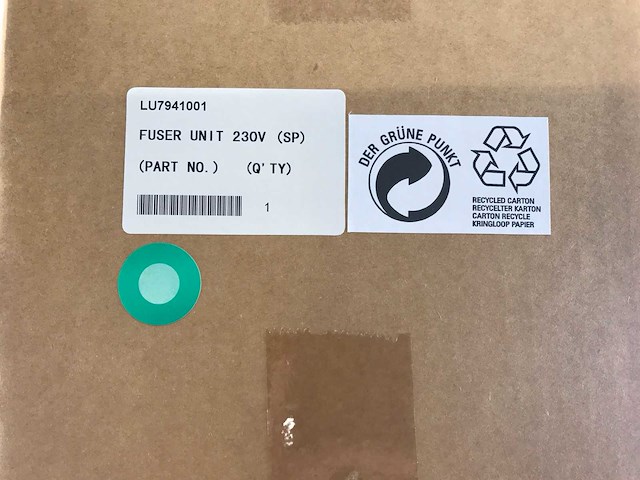 LU7941001
FUSER UNIT 230V (SP)
(PART NO.) (Q'TY)
1
DER GRÜNE PUNKT
RECYCLED CARTON
RECYCELTER KARTON
CARTON RECYCLE
KRINGLOOP PAPIER